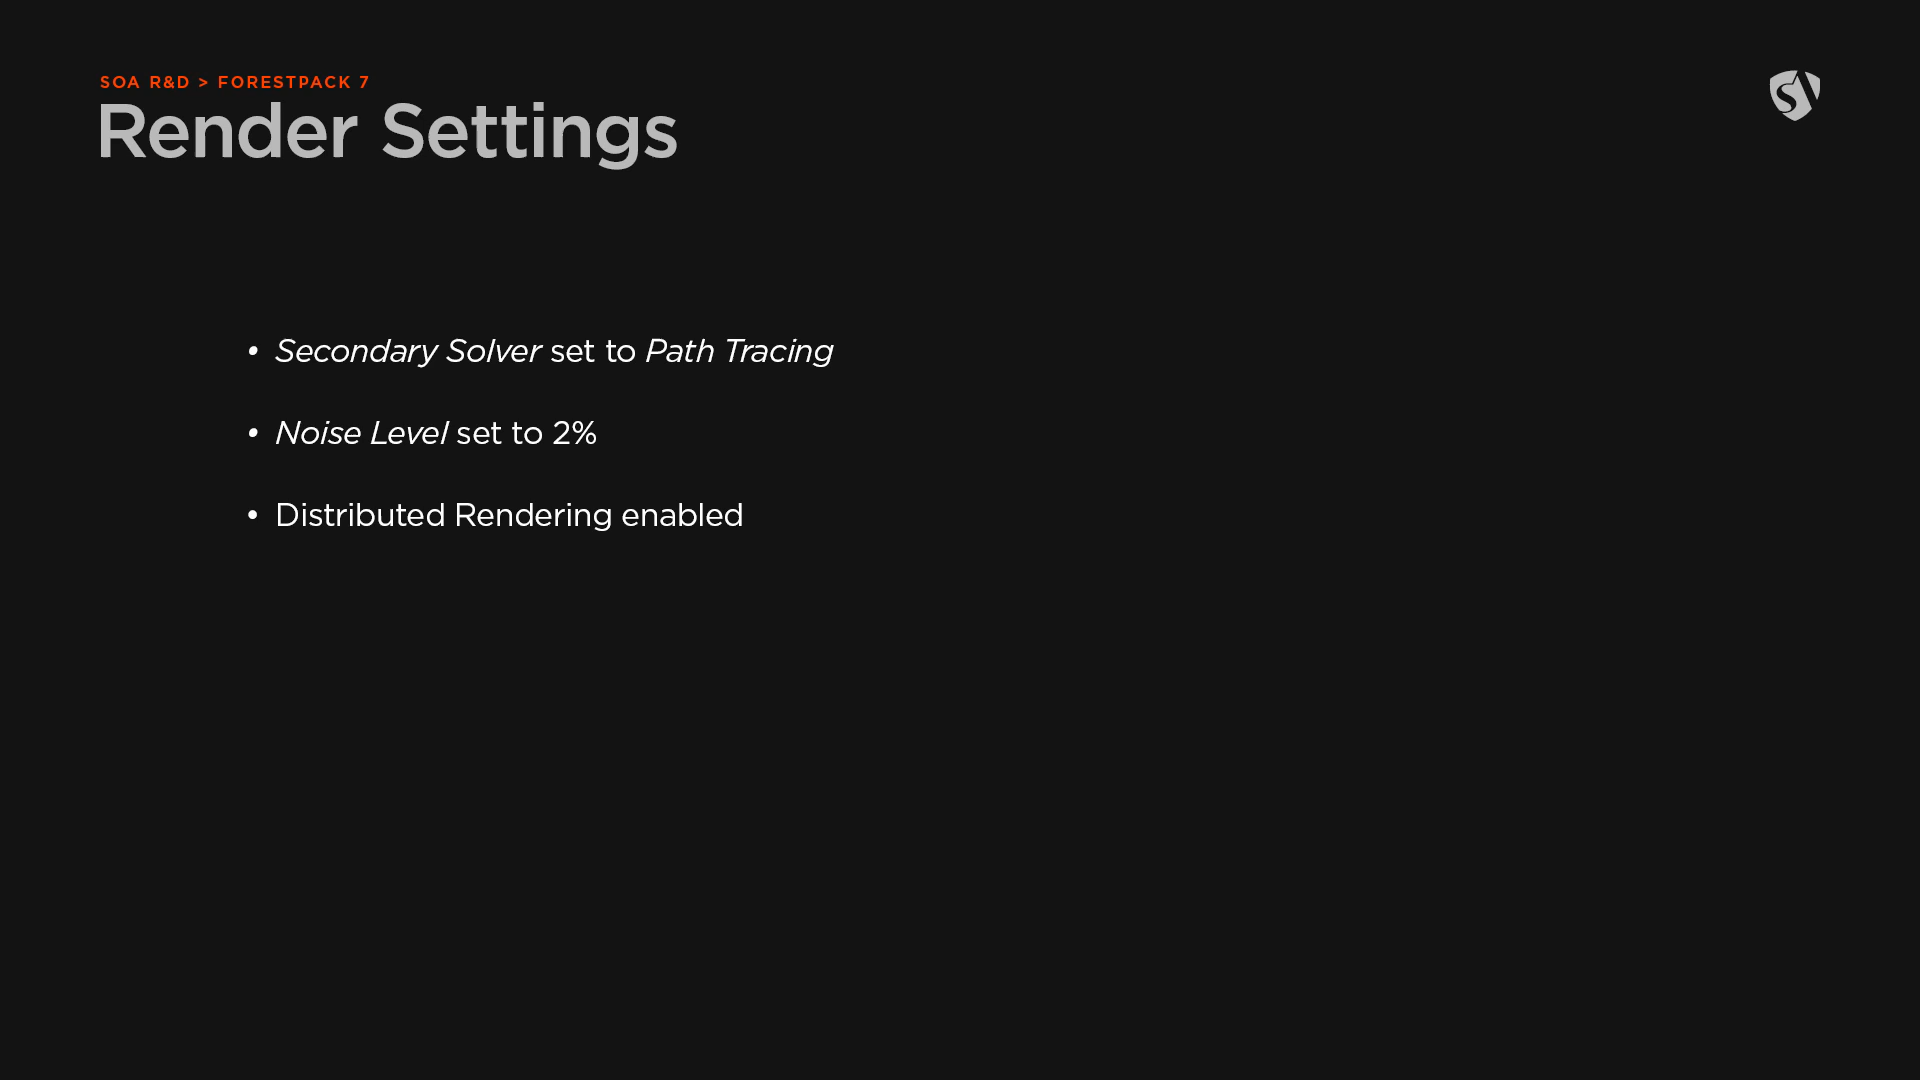 SOA R&D > FORESTPACK 7
Render Settings
• Secondary Solver set to Path Tracing
• Noise Level set to 2%
• Distributed Rendering enabled